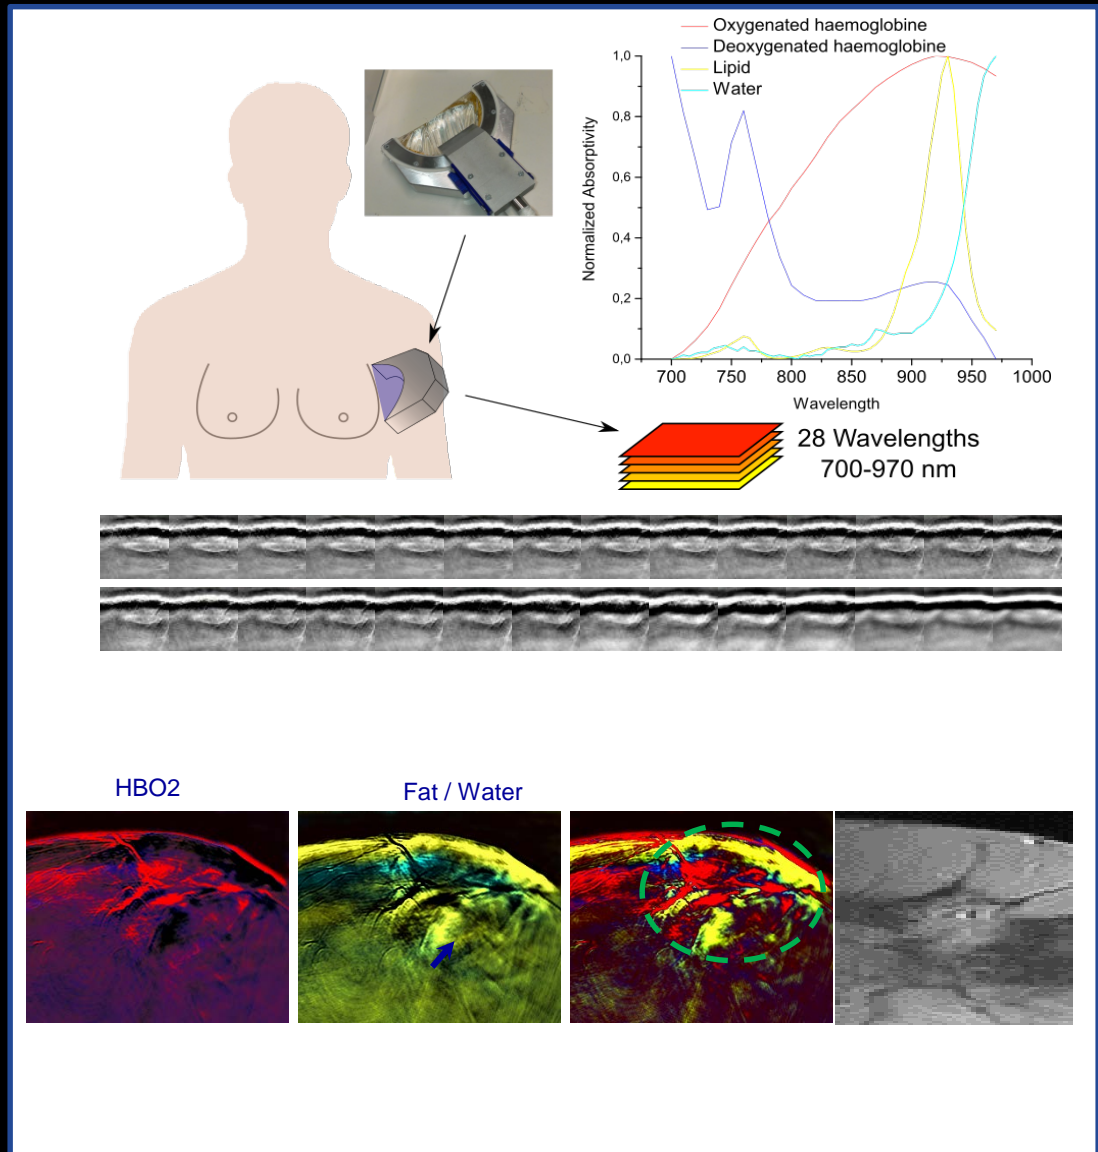 Oxygenated haemoglobine
Deoxygenated haemoglobine
Lipid
Water
1,0
0,8
0,6
0,4
0,2
0,0
Normalized Absorptivity
700 750 800 850 900 950 1000
Wavelength
28 Wavelengths
700-970 nm
HBO2
Fat / Water